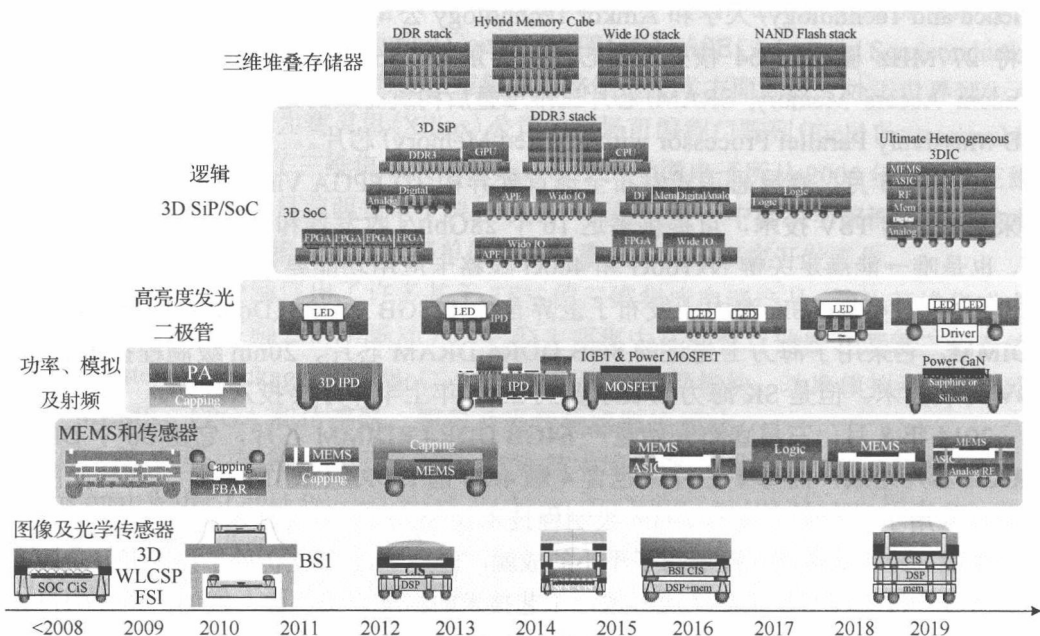 Hybrid Memory Cube
DDR stack
Wide IO stack
NAND Flash stack
三维堆叠存储器
逻辑
3D SiP/SoC
3D SiP
DDR3
GPU
DDR3 stack
CPU
Ultimate Heterogeneous
3DIC
MEMS
ASIC
RF
Mem
Digital
Analog
Digital
Analog
APE
Wido IO
DF
Mem
Digital
Analo
Logic
Logic
3D SoC
FPGA
FPGA
FPGA
FPGA
Wido IO
APE
FPGA
Wide IO
高亮度发光
二极管
LED
LED
IPD
LED
LED
LED
LED
LED
Driver
功率、模拟
及射频
PA
Capping
3D IPD
IPD
IGBT & Power MOSFET
MOSFET
Power GaN
Sapphire or
Silicon
MEMS和传感器
Capping
FBAR
MEMS
Capping
Capping
MEMS
MEMS
ASIC
Logic
MEMS
MEMS
ASIC
Analog RF
图像及光学传感器
SOC CiS
3D
WLCSP
FSI
BS1
CIS
DSP
BSI CIS
DSP+mem
CIS
DSP
mem
<2008
2009
2010
2011
2012
2013
2014
2015
2016
2017
2018
2019